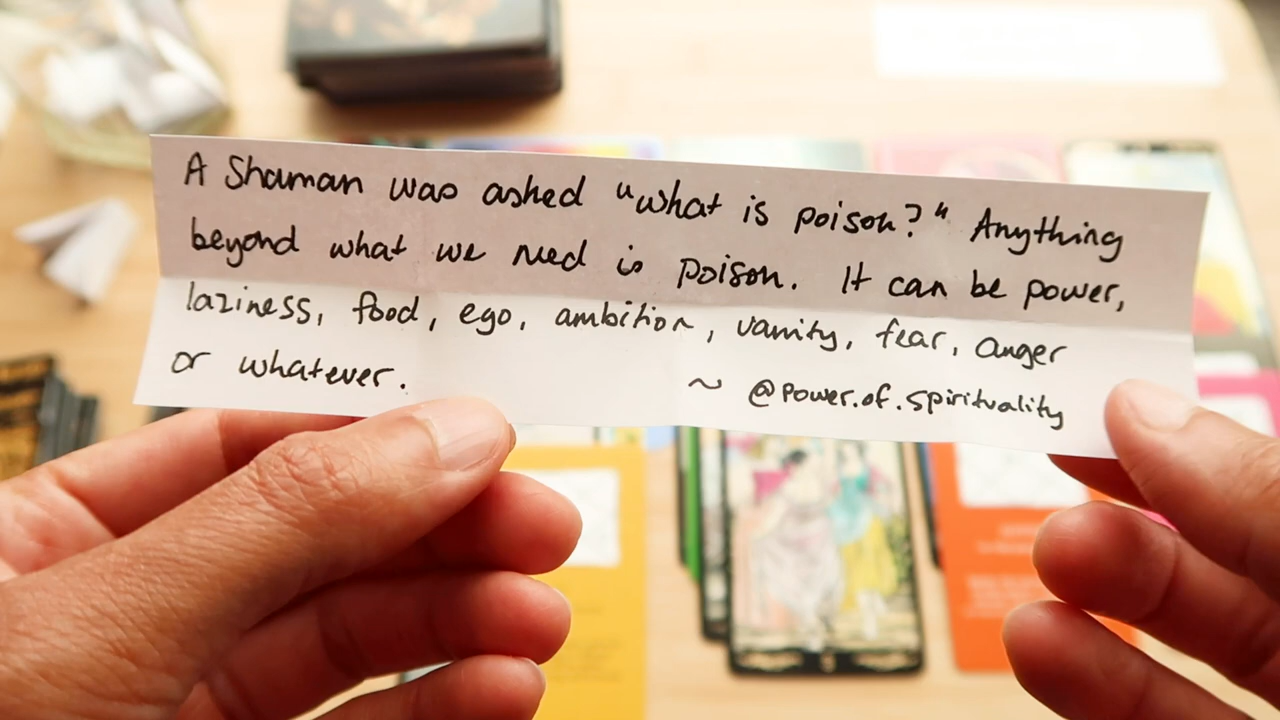 A Shaman was asked "what is poison?" Anything
beyond what we need is poison. It can be power,
laziness, food, ego, ambition, vanity, fear, anger
or whatever.
~ @power.of.spirituality